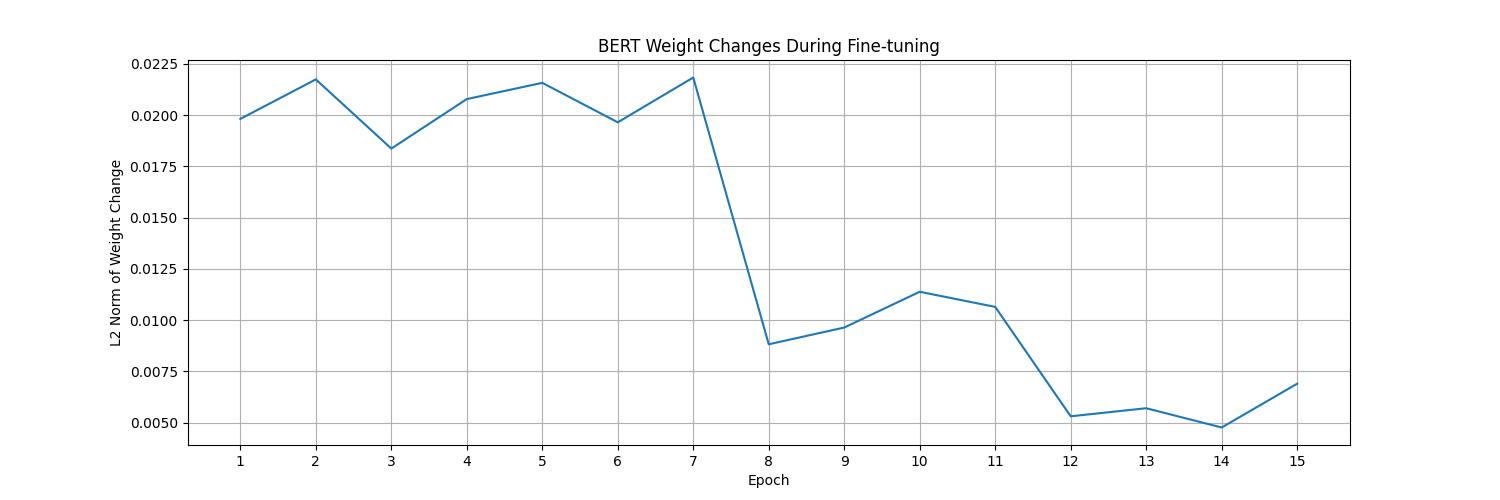 BERT Weight Changes During Fine-tuning
L2 Norm of Weight Change
0.0225
0.0200
0.0175
0.0150
0.0125
0.0100
0.0075
0.0050
1 2 3 4 5 6 7 8 9 10 11 12 13 14 15
Epoch